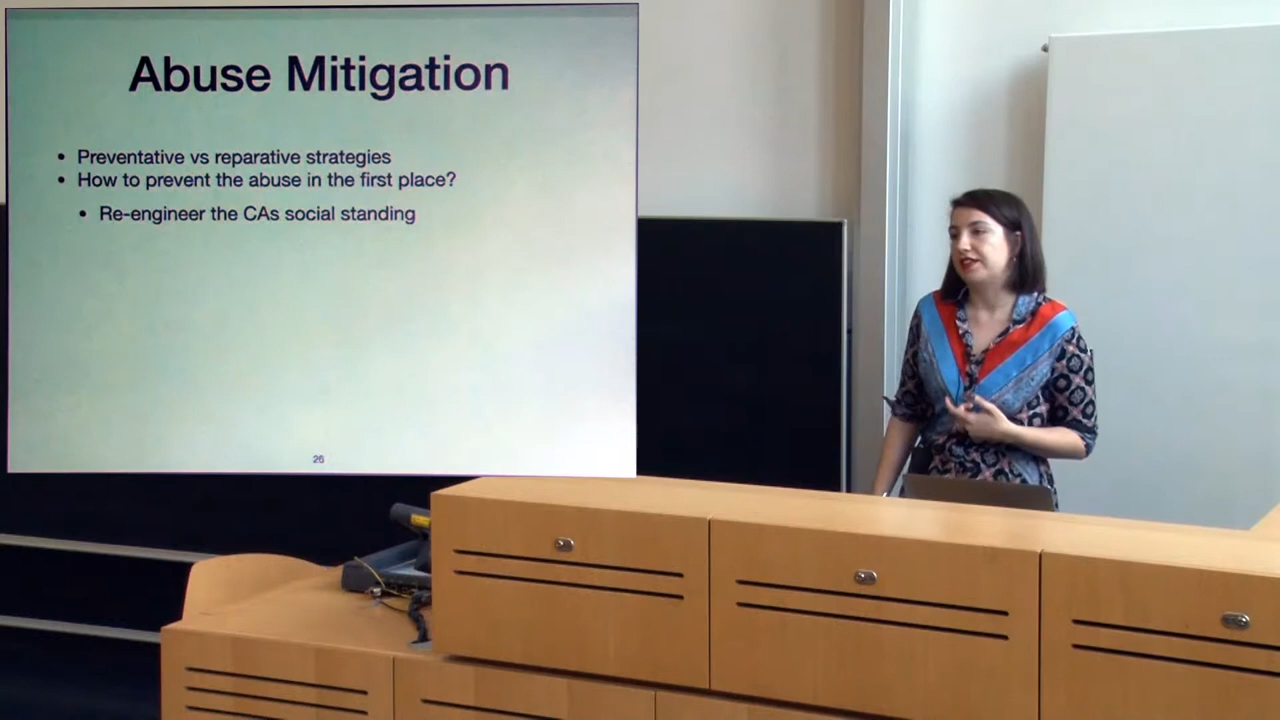 Abuse Mitigation
• Preventative vs reparative strategies
• How to prevent the abuse in the first place?
• Re-engineer the CAs social standing
26